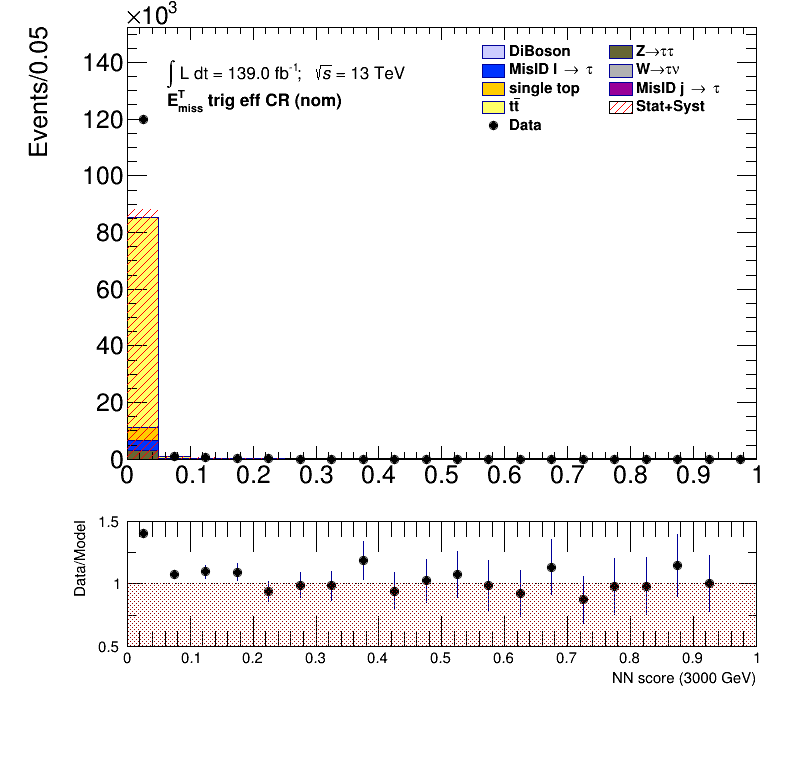 ×10³
Events/0.05
140
120
100
80
60
40
20
0
∫ L dt = 139.0 fb⁻¹; √s = 13 TeV
E^T_miss trig eff CR (nom)
DiBoson
MisID l → τ
single top
tt̄
Data
Z→ττ
W→τν
MisID j → τ
Stat+Syst
0 0.1 0.2 0.3 0.4 0.5 0.6 0.7 0.8 0.9 1
Data/Model
1.5
1
0.5
0 0.1 0.2 0.3 0.4 0.5 0.6 0.7 0.8 0.9 1
NN score (3000 GeV)